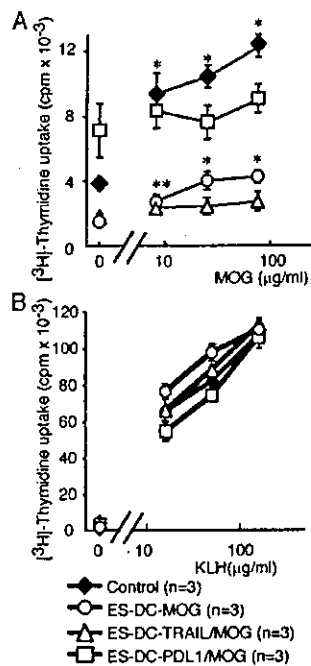 A
[³H]-Thymidine uptake (cpm x 10⁻³)
12
8
4
0
*
*
*
*
*
**
0
10
100
MOG (μg/ml)
B
[³H]-Thymidine uptake (cpm x 10⁻³)
120
100
80
60
40
20
0
*
0
10
100
KLH(μg/ml)
Control (n=3)
ES-DC-MOG (n=3)
ES-DC-TRAIL/MOG (n=3)
ES-DC-PDL1/MOG (n=3)